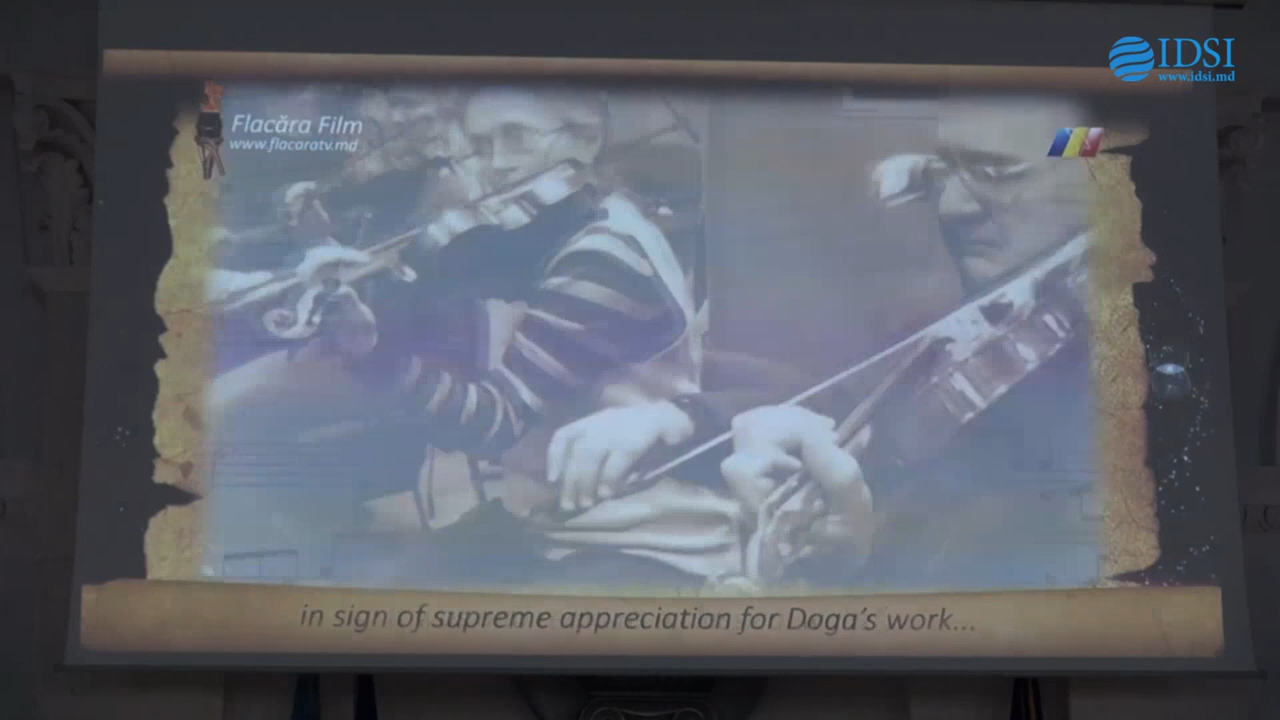 IDSI
www.idsi.md
Flacăra Film
www.flacaratv.md
in sign of supreme appreciation for Doga's work...